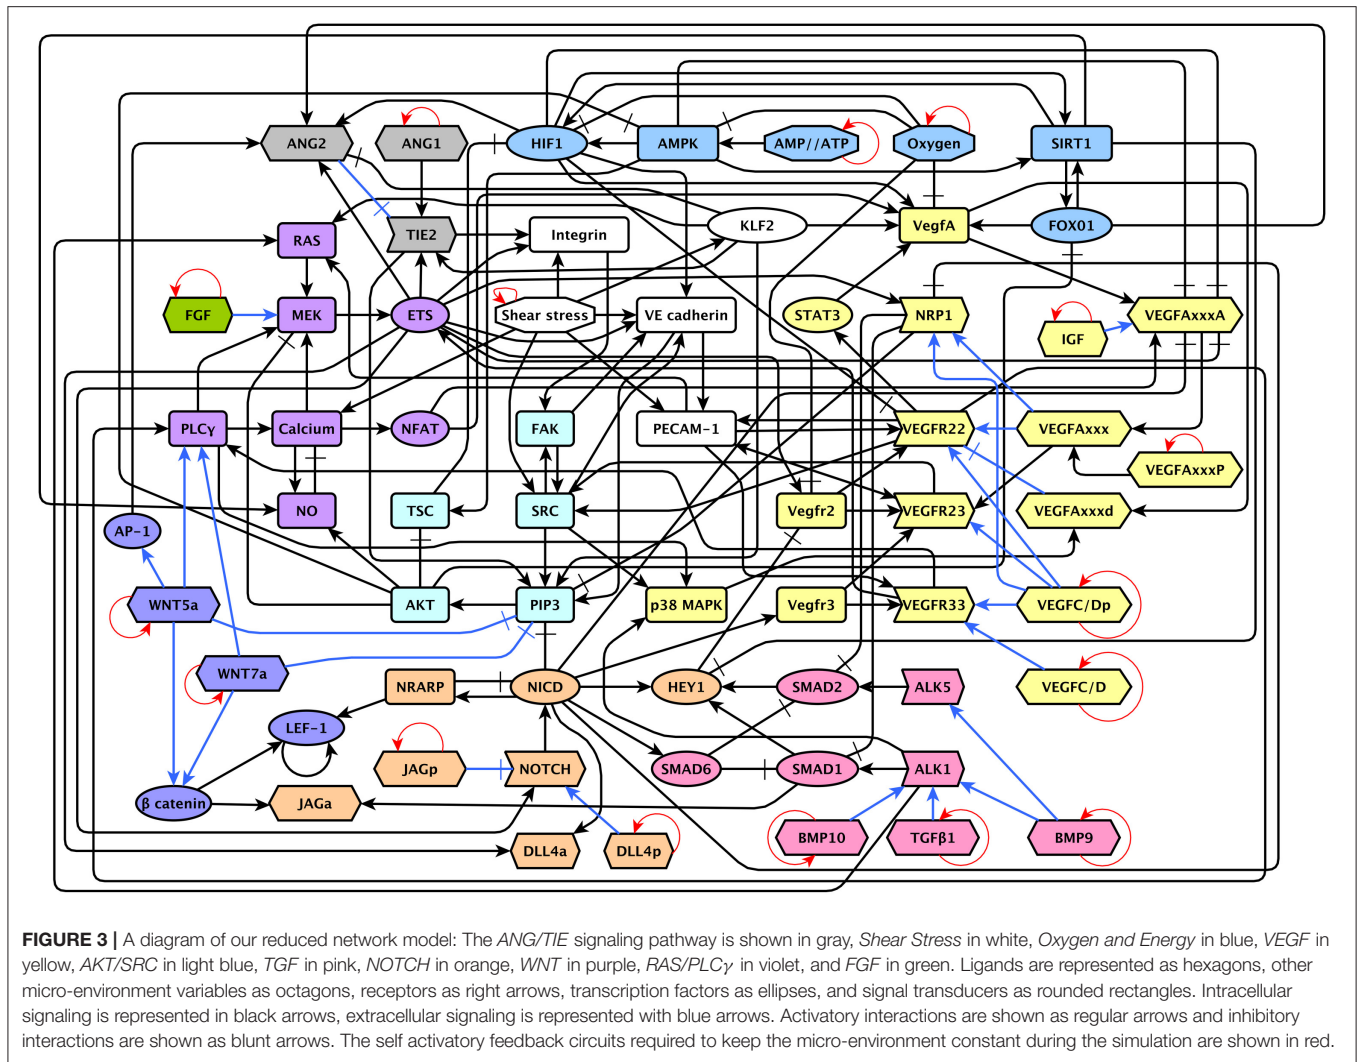 ANG2
ANG1
HIF1
AMPK
AMP//ATP
Oxygen
SIRT1
RAS
TIE2
Integrin
KLF2
VegfA
FOX01
FGF
MEK
ETS
Shear stress
VE cadherin
STAT3
NRP1
IGF
VEGFAxxxA
PLCγ
Calcium
NFAT
FAK
PECAM-1
VEGFR22
VEGFAxxx
VEGFAxxxP
AP-1
NO
TSC
SRC
Vegfr2
VEGFR23
VEGFAxxxd
WNT5a
AKT
PIP3
p38 MAPK
Vegfr3
VEGFR33
VEGFC/Dp
WNT7a
NRARP
NICD
HEY1
SMAD2
ALK5
VEGFC/D
LEF-1
JAGp
NOTCH
SMAD6
SMAD1
ALK1
β catenin
JAGa
DLL4a
DLL4p
BMP10
TGFβ1
BMP9
FIGURE 3 | A diagram of our reduced network model: The ANG/TIE signaling pathway is shown in gray, Shear Stress in white, Oxygen and Energy in blue, VEGF in
yellow, AKT/SRC in light blue, TGF in pink, NOTCH in orange, WNT in purple, RAS/PLCγ in violet, and FGF in green. Ligands are represented as hexagons, other
micro-environment variables as octagons, receptors as right arrows, transcription factors as ellipses, and signal transducers as rounded rectangles. Intracellular
signaling is represented in black arrows, extracellular signaling is represented with blue arrows. Activatory interactions are shown as regular arrows and inhibitory
interactions are shown as blunt arrows. The self activatory feedback circuits required to keep the micro-environment constant during the simulation are shown in red.